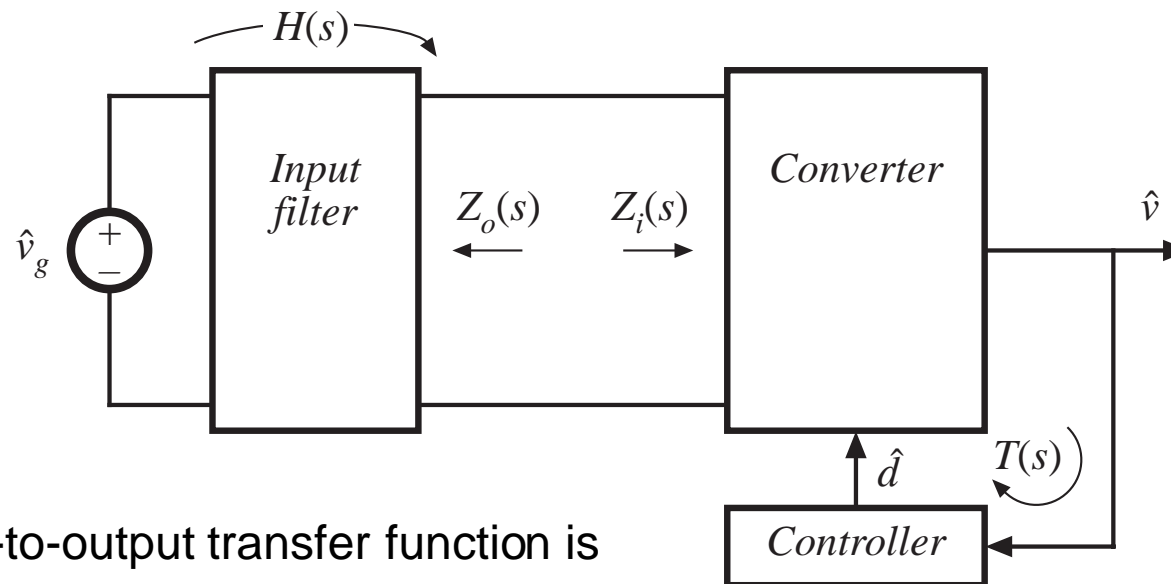 H(s)
Input
filter
Converter
Z_o(s)
Z_i(s)
v̂
v̂_g
+
–
d̂
T(s)
-to-output transfer function is
Controller